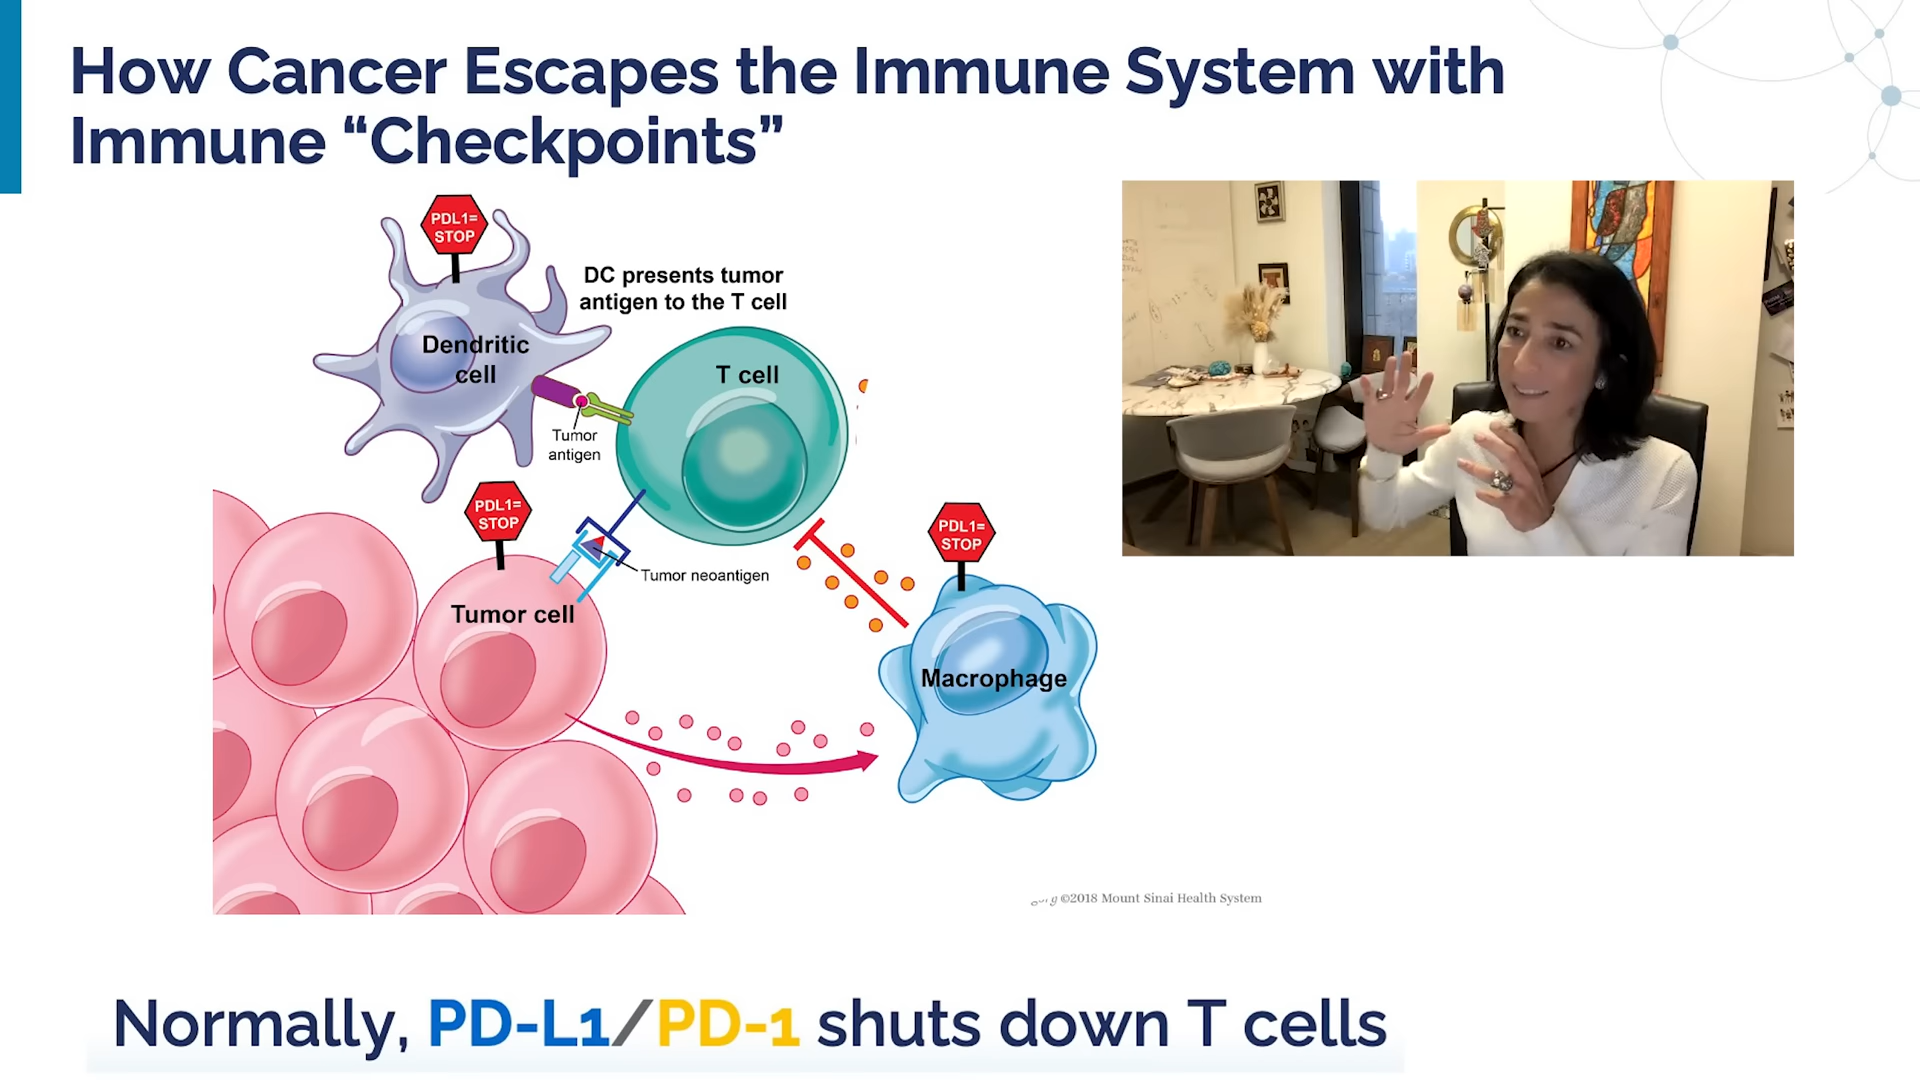 How Cancer Escapes the Immune System with
Immune “Checkpoints”
PDL1=
STOP
DC presents tumor
antigen to the T cell
Dendritic
cell
T cell
Tumor
antigen
PDL1=
STOP
Tumor neoantigen
Tumor cell
PDL1=
STOP
Macrophage
©2018 Mount Sinai Health System
Normally, PD-L1/PD-1 shuts down T cells